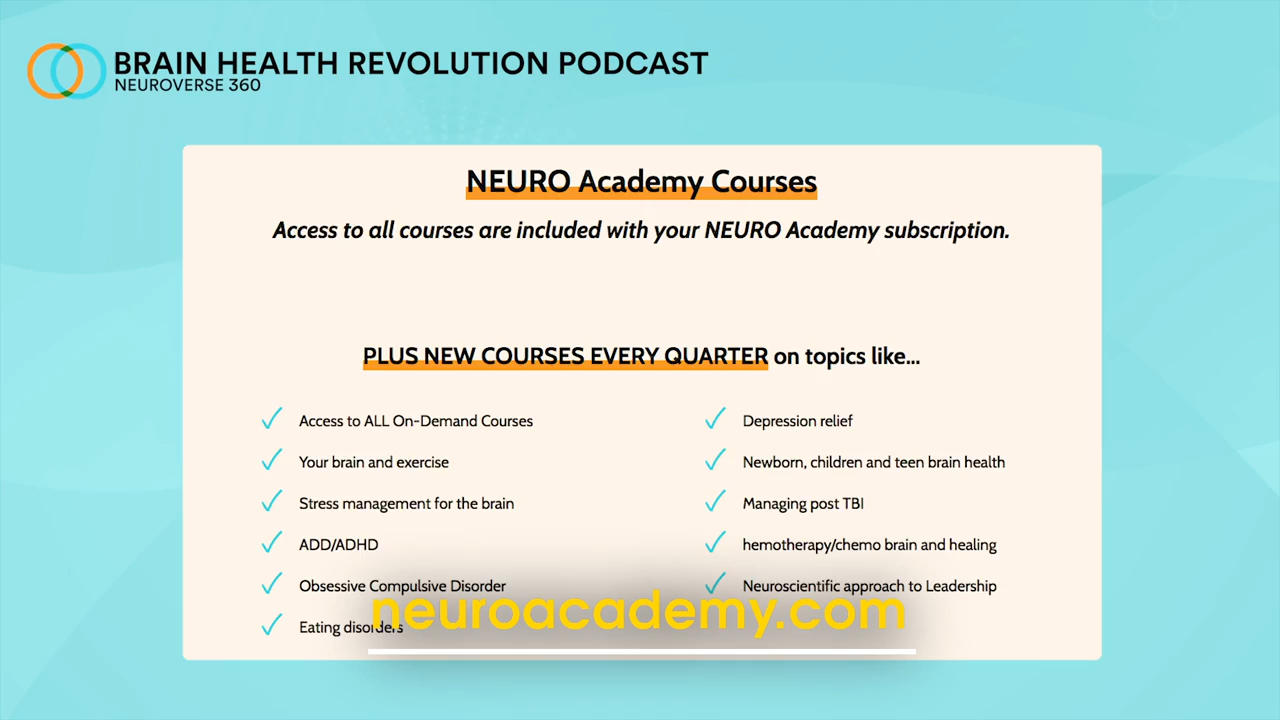 BRAIN HEALTH REVOLUTION PODCAST
NEUROVERSE 360
NEURO Academy Courses
Access to all courses are included with your NEURO Academy subscription.
PLUS NEW COURSES EVERY QUARTER on topics like...
Access to ALL On-Demand Courses
Your brain and exercise
Stress management for the brain
ADD/ADHD
Obsessive Compulsive Disorder
Eating disorders
Depression relief
Newborn, children and teen brain health
Managing post TBI
hemotherapy/chemo brain and healing
Neuroscientific approach to Leadership
neuroacademy.com